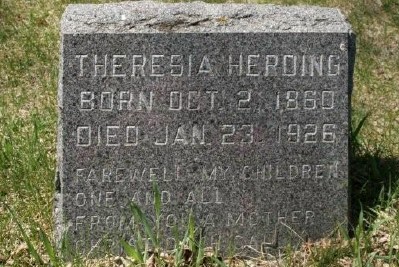 THERESIA HERDING
BORN OCT. 2, 1860
DIED JAN. 23, 1926
FAREWELL MY CHILDREN
ONE AND ALL
FROM YOU A MOTHER